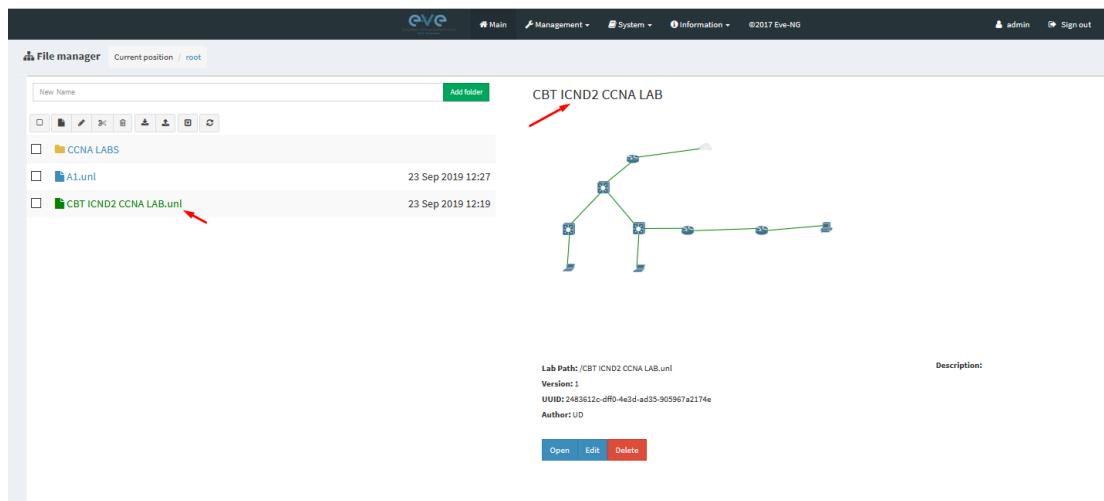 eve
Main
Management
System
Information
©2017 Eve-NG
admin
Sign out
File manager
Current position / root
New Name
Add folder
CCNA LABS
A1.unl
23 Sep 2019 12:27
CBT ICND2 CCNA LAB.unl
23 Sep 2019 12:19
CBT ICND2 CCNA LAB
Lab Path: /CBT ICND2 CCNA LAB.unl
Version: 1
UUID: 2483612c-dff0-4e3d-ad35-905967a2174e
Author: UD
Description:
Open
Edit
Delete